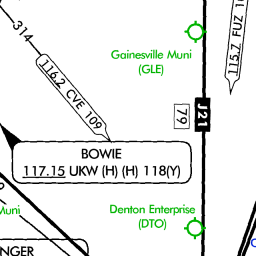 314
Gainesville Muni
(GLE)
116.2 CVE 109
115.7 FUZ
79
J21
BOWIE
117.15 UKW (H) (H) 118(Y)
Muni
Denton Enterprise
(DTO)
NGER